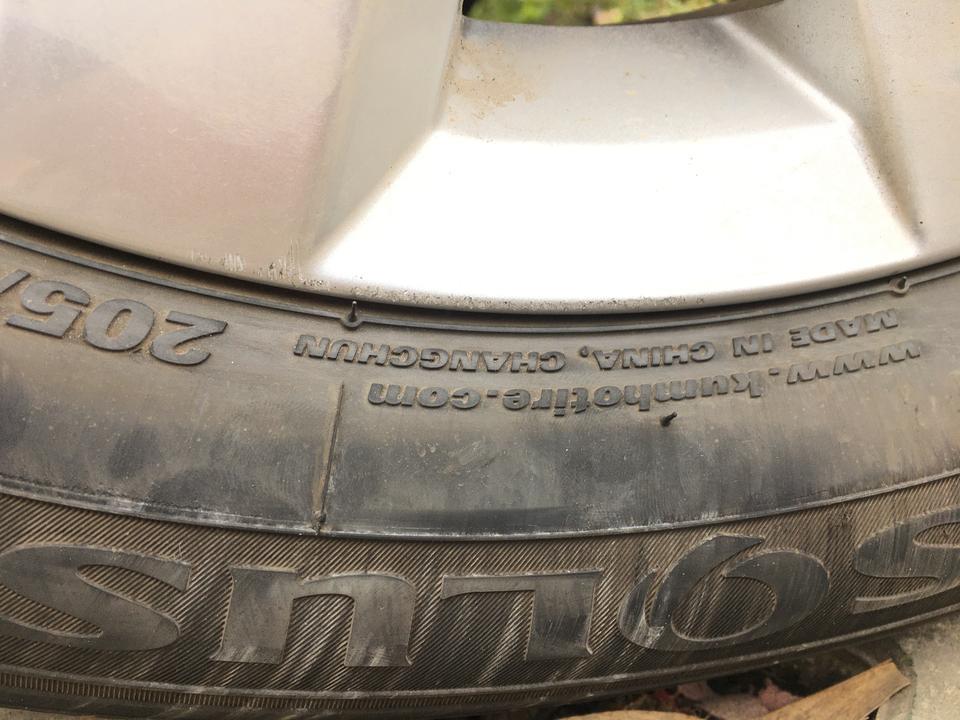 SOLUS
www.kumhotire.com
MADE IN CHINA, CHANGCHUN
205/